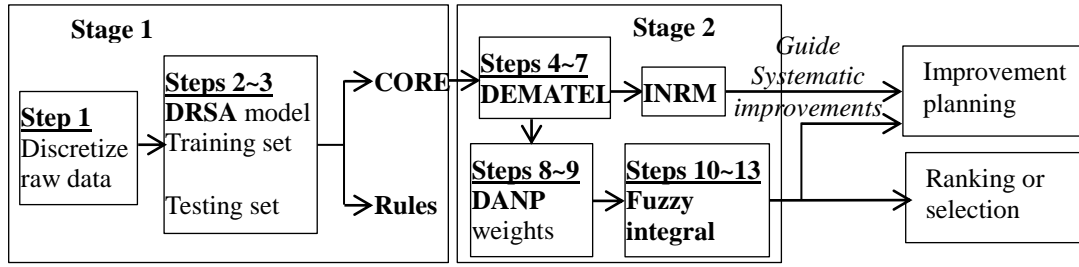 Stage 1
Step 1
Discretize
raw data
Steps 2~3
DRSA model
Training set
Testing set
CORE
Rules
Stage 2
Steps 4~7
DEMATEL
INRM
Steps 8~9
DANP
weights
Steps 10~13
Fuzzy
integral
Guide
Systematic
improvements
Improvement
planning
Ranking or
selection